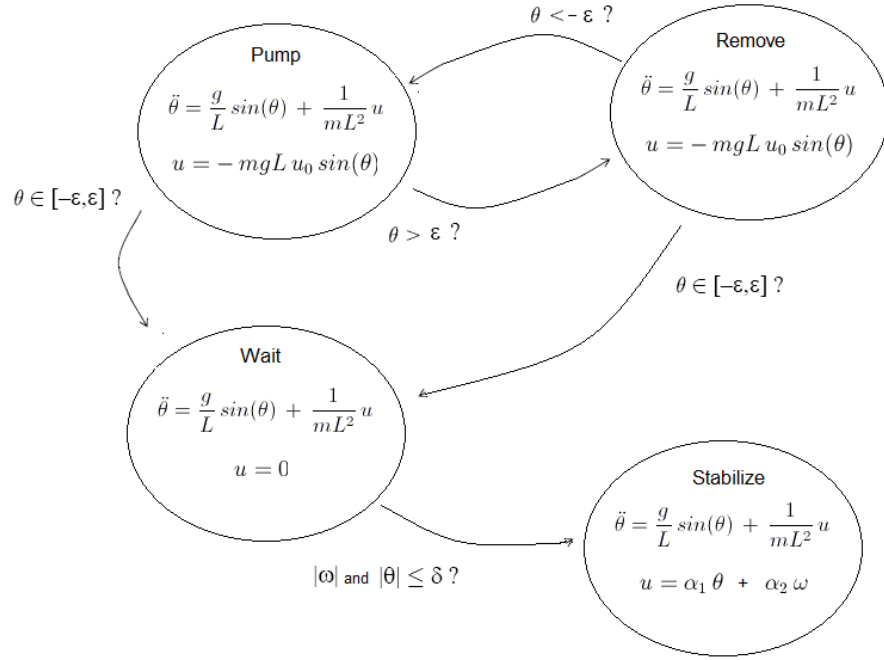 θ < - ε ?
Pump
θ̈ = g/L sin(θ) + 1/mL² u
u = − mgL u₀ sin(θ)
Remove
θ̈ = g/L sin(θ) + 1/mL² u
u = − mgL u₀ sin(θ)
θ ∈ [−ε,ε] ?
θ > ε ?
θ ∈ [−ε,ε] ?
Wait
θ̈ = g/L sin(θ) + 1/mL² u
u = 0
Stabilize
θ̈ = g/L sin(θ) + 1/mL² u
u = α₁ θ + α₂ ω
|ω| and |θ| ≤ δ ?